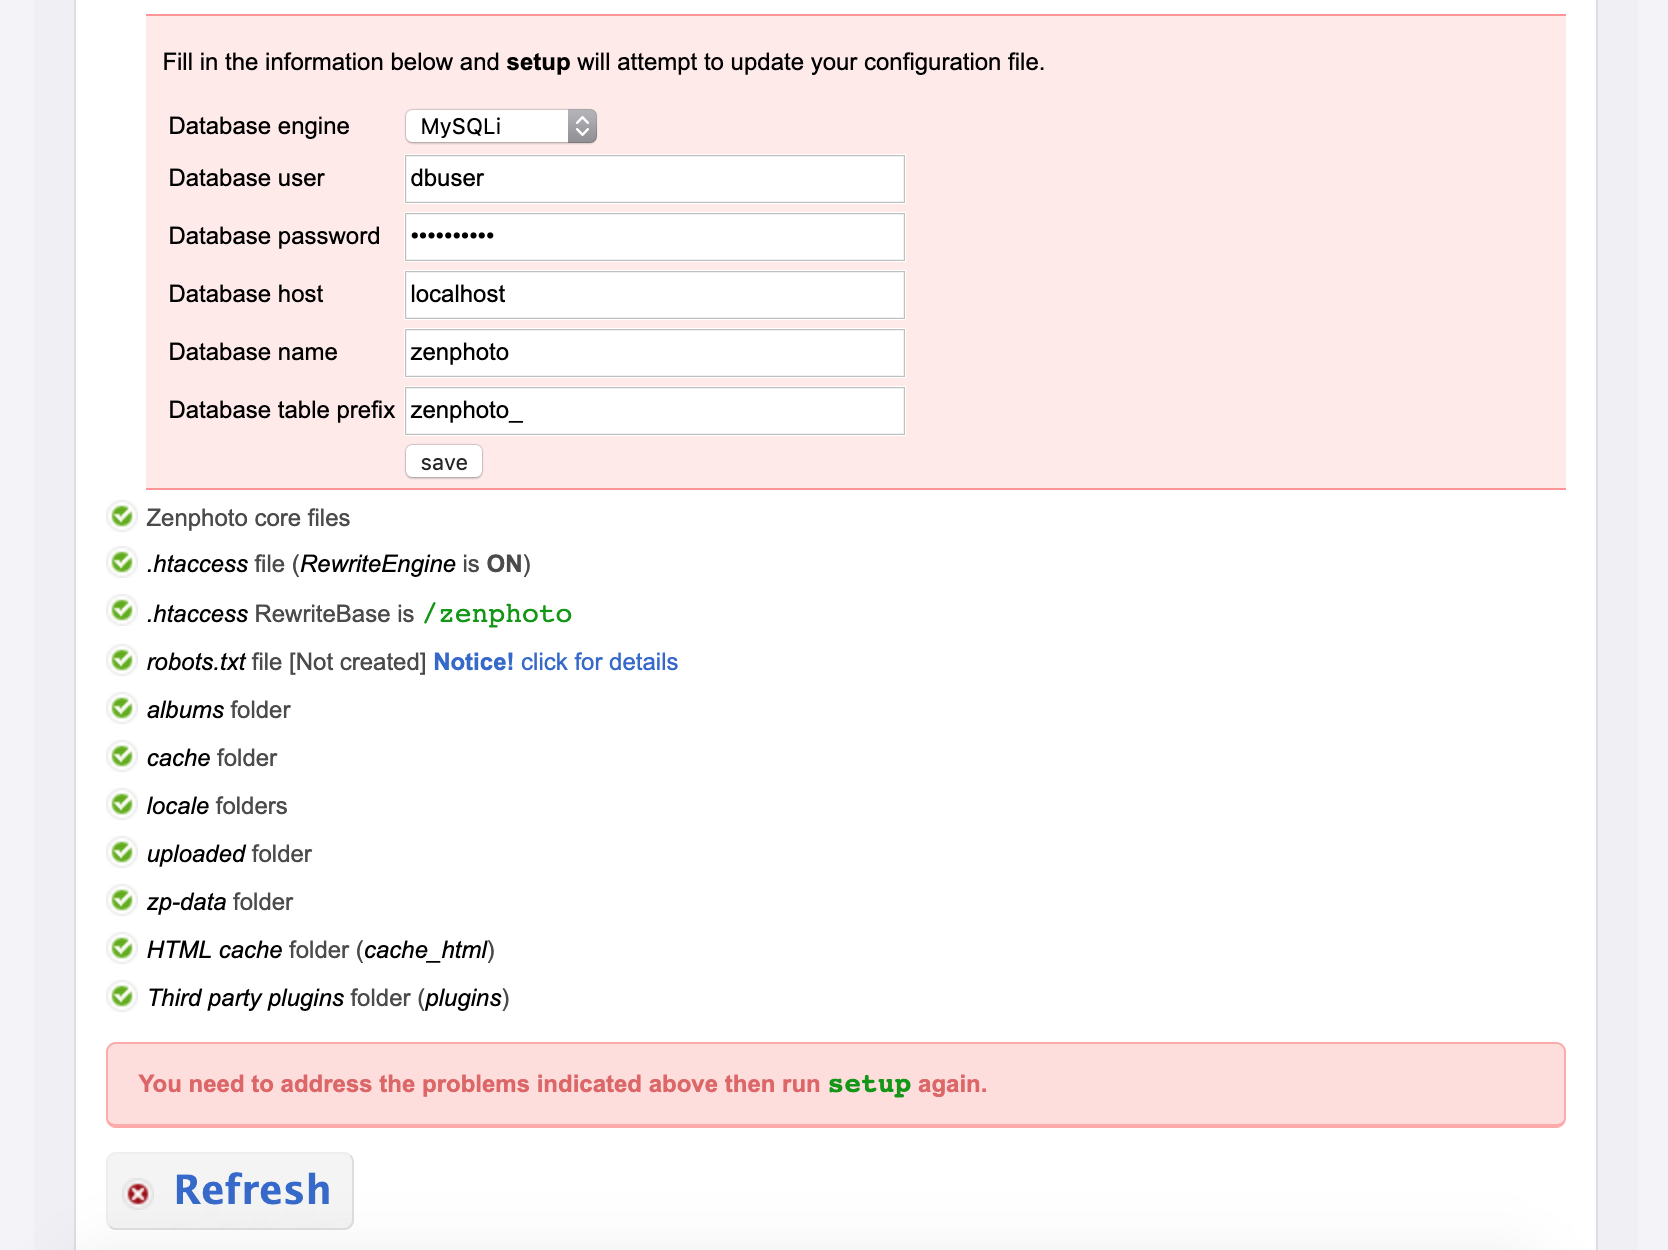 Fill in the information below and setup will attempt to update your configuration file.
Database engine MySQLi
Database user dbuser
Database password ••••••••••
Database host localhost
Database name zenphoto
Database table prefix zenphoto_
save
Zenphoto core files
.htaccess file (RewriteEngine is ON)
.htaccess RewriteBase is /zenphoto
robots.txt file [Not created] Notice! click for details
albums folder
cache folder
locale folders
uploaded folder
zp-data folder
HTML cache folder (cache_html)
Third party plugins folder (plugins)
You need to address the problems indicated above then run setup again.
Refresh